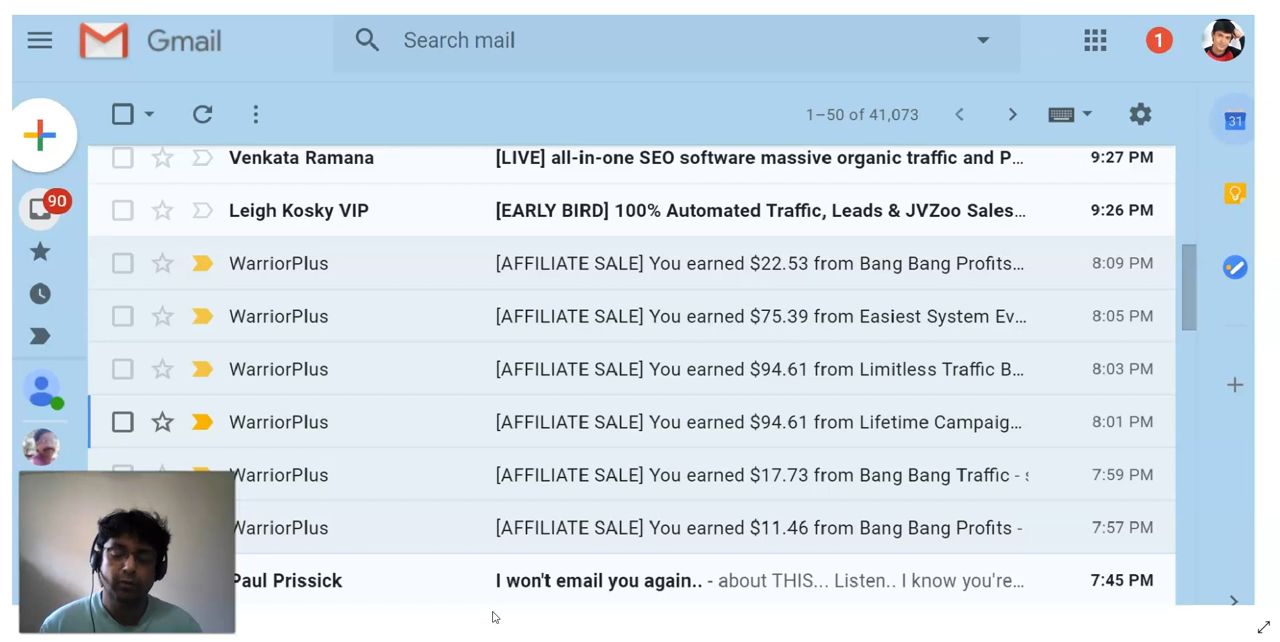 Gmail
Search mail
1
1–50 of 41,073
31
Venkata Ramana [LIVE] all-in-one SEO software massive organic traffic and P… 9:27 PM
90
Leigh Kosky VIP [EARLY BIRD] 100% Automated Traffic, Leads & JVZoo Sales… 9:26 PM
WarriorPlus [AFFILIATE SALE] You earned $22.53 from Bang Bang Profits… 8:09 PM
WarriorPlus [AFFILIATE SALE] You earned $75.39 from Easiest System Ev… 8:05 PM
WarriorPlus [AFFILIATE SALE] You earned $94.61 from Limitless Traffic B… 8:03 PM
WarriorPlus [AFFILIATE SALE] You earned $94.61 from Lifetime Campaig… 8:01 PM
WarriorPlus [AFFILIATE SALE] You earned $17.73 from Bang Bang Traffic - s 7:59 PM
WarriorPlus [AFFILIATE SALE] You earned $11.46 from Bang Bang Profits - 7:57 PM
Paul Prissick I won't email you again.. - about THIS... Listen.. I know you're… 7:45 PM